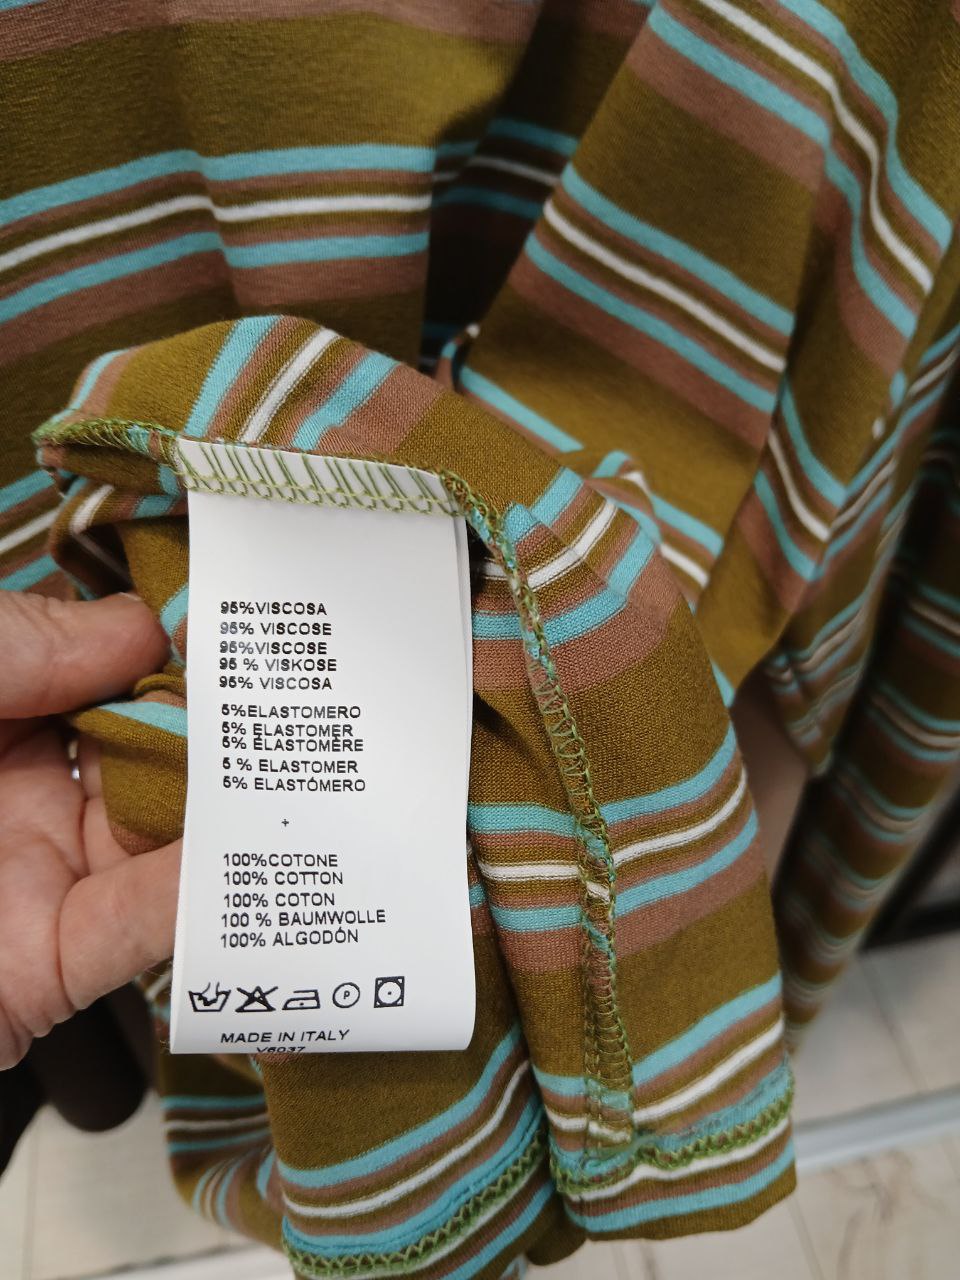 95%VISCOSA
95% VISCOSE
95%VISCOSE
95 % VISKOSE
95% VISCOSA
5%ELASTOMERO
5% ELASTOMER
5% ÉLASTOMÈRE
5 % ELASTOMER
5% ELASTÓMERO
+
100%COTONE
100% COTTON
100% COTON
100 % BAUMWOLLE
100% ALGODÓN
P
MADE IN ITALY